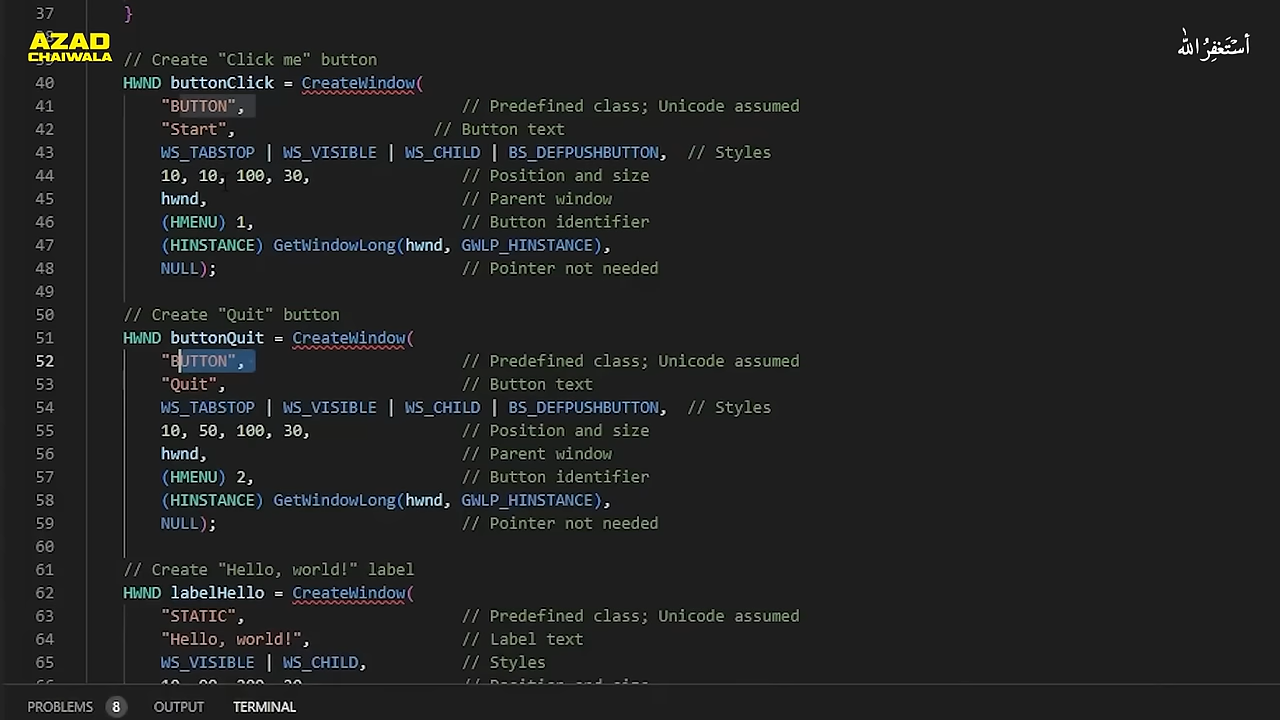 37 }
AZAD
CHAIWALA
أستغفر الله
// Create "Click me" button
40 HWND buttonClick = CreateWindow(
41 "BUTTON", // Predefined class; Unicode assumed
42 "Start", // Button text
43 WS_TABSTOP | WS_VISIBLE | WS_CHILD | BS_DEFPUSHBUTTON, // Styles
44 10, 10, 100, 30, // Position and size
45 hwnd, // Parent window
46 (HMENU) 1, // Button identifier
47 (HINSTANCE) GetWindowLong(hwnd, GWLP_HINSTANCE),
48 NULL); // Pointer not needed
49
50 // Create "Quit" button
51 HWND buttonQuit = CreateWindow(
52 "BUTTON", // Predefined class; Unicode assumed
53 "Quit", // Button text
54 WS_TABSTOP | WS_VISIBLE | WS_CHILD | BS_DEFPUSHBUTTON, // Styles
55 10, 50, 100, 30, // Position and size
56 hwnd, // Parent window
57 (HMENU) 2, // Button identifier
58 (HINSTANCE) GetWindowLong(hwnd, GWLP_HINSTANCE),
59 NULL); // Pointer not needed
60
61 // Create "Hello, world!" label
62 HWND labelHello = CreateWindow(
63 "STATIC", // Predefined class; Unicode assumed
64 "Hello, world!", // Label text
65 WS_VISIBLE | WS_CHILD, // Styles
PROBLEMS 8 OUTPUT TERMINAL